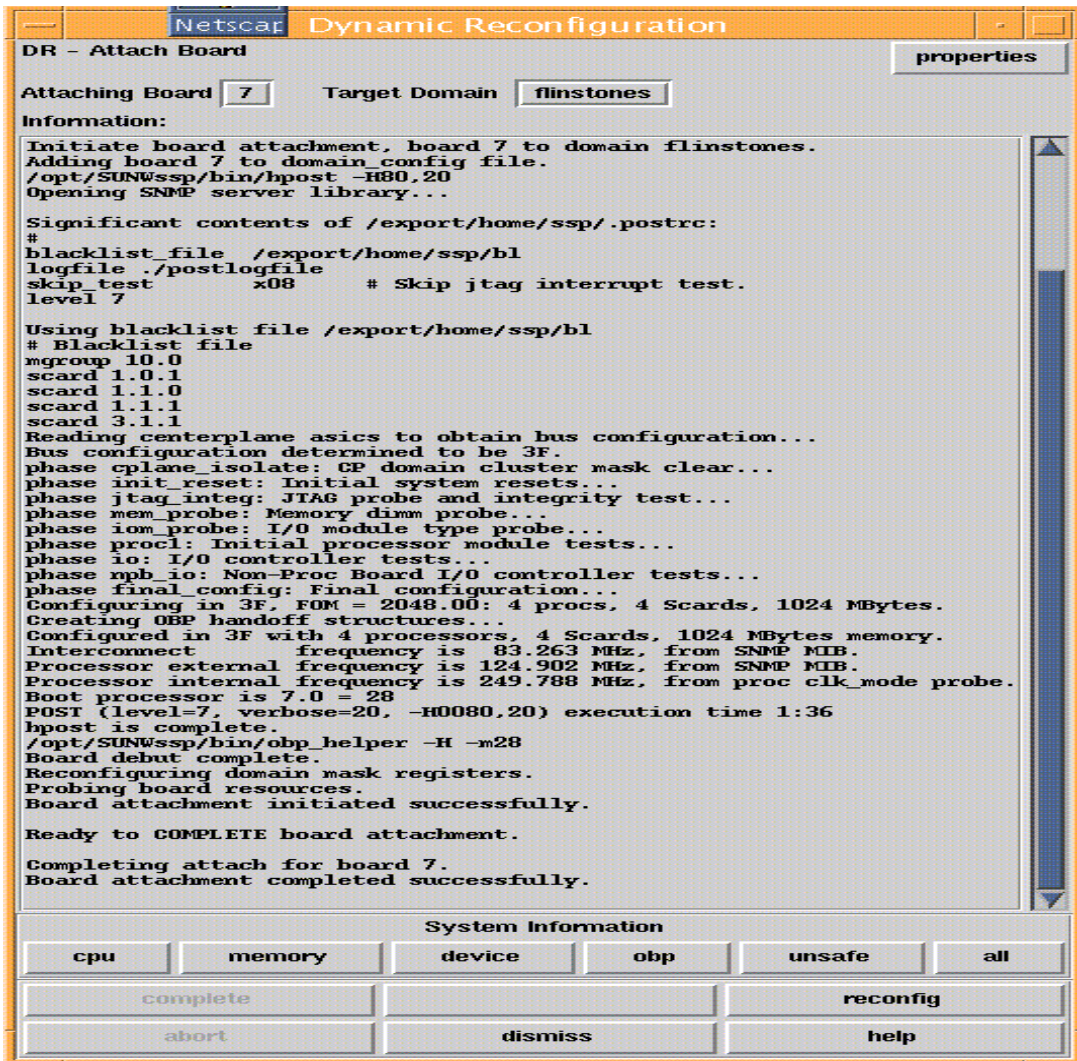 Netscap
Dynamic Reconfiguration
DR - Attach Board
properties
Attaching Board 7 Target Domain flinstones
Information:
Initiate board attachment, board 7 to domain flinstones.
Adding board 7 to domain_config file.
/opt/SUNWssp/bin/hpost -H80,20
Opening SNMP server library...
Significant contents of /export/home/ssp/.postrc:
#
blacklist_file /export/home/ssp/bl
logfile ./postlogfile
skip_test x08 # Skip jtag interrupt test.
level 7
Using blacklist file /export/home/ssp/bl
# Blacklist file
mgroup 10.0
scard 1.0.1
scard 1.1.0
scard 1.1.1
scard 3.1.1
Reading centerplane asics to obtain bus configuration...
Bus configuration determined to be 3F.
phase cplane_isolate: CP domain cluster mask clear...
phase init_reset: Initial system resets...
phase jtag_integ: JTAG probe and integrity test...
phase mem_probe: Memory dimm probe...
phase iom_probe: I/O module type probe...
phase proc1: Initial processor module tests...
phase io: I/O controller tests...
phase npb_io: Non-Proc Board I/O controller tests...
phase final_config: Final configuration...
Configuring in 3F, FOM = 2048.00: 4 procs, 4 Scards, 1024 MBytes.
Creating OBP handoff structures...
Configured in 3F with 4 processors, 4 Scards, 1024 MBytes memory.
Interconnect frequency is 83.263 MHz, from SNMP MIB.
Processor external frequency is 124.902 MHz, from SNMP MIB.
Processor internal frequency is 249.788 MHz, from proc clk_mode probe.
Boot processor is 7.0 = 28
POST (level=7, verbose=20, -H0080,20) execution time 1:36
hpost is complete.
/opt/SUNWssp/bin/obp_helper -H -m28
Board debut complete.
Reconfiguring domain mask registers.
Probing board resources.
Board attachment initiated successfully.
Ready to COMPLETE board attachment.
Completing attach for board 7.
Board attachment completed successfully.
System Information
cpu memory device obp unsafe all
complete reconfig
abort dismiss help